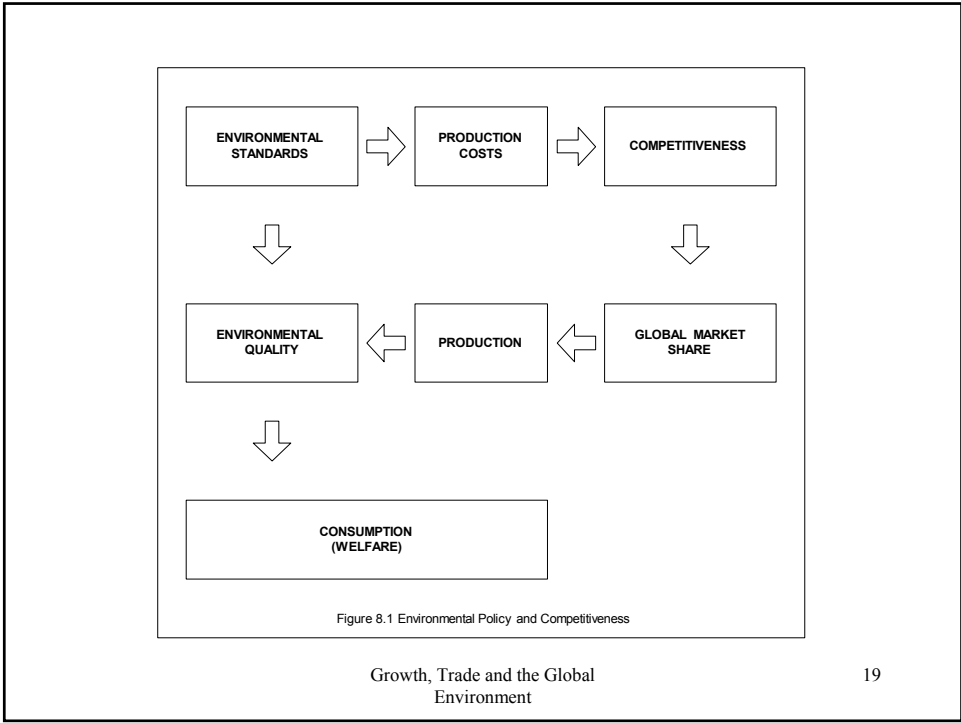 ENVIRONMENTAL
STANDARDS
PRODUCTION
COSTS
COMPETITIVENESS
ENVIRONMENTAL
QUALITY
PRODUCTION
GLOBAL MARKET
SHARE
CONSUMPTION
(WELFARE)
Figure 8.1 Environmental Policy and Competitiveness
Growth, Trade and the Global
Environment
19